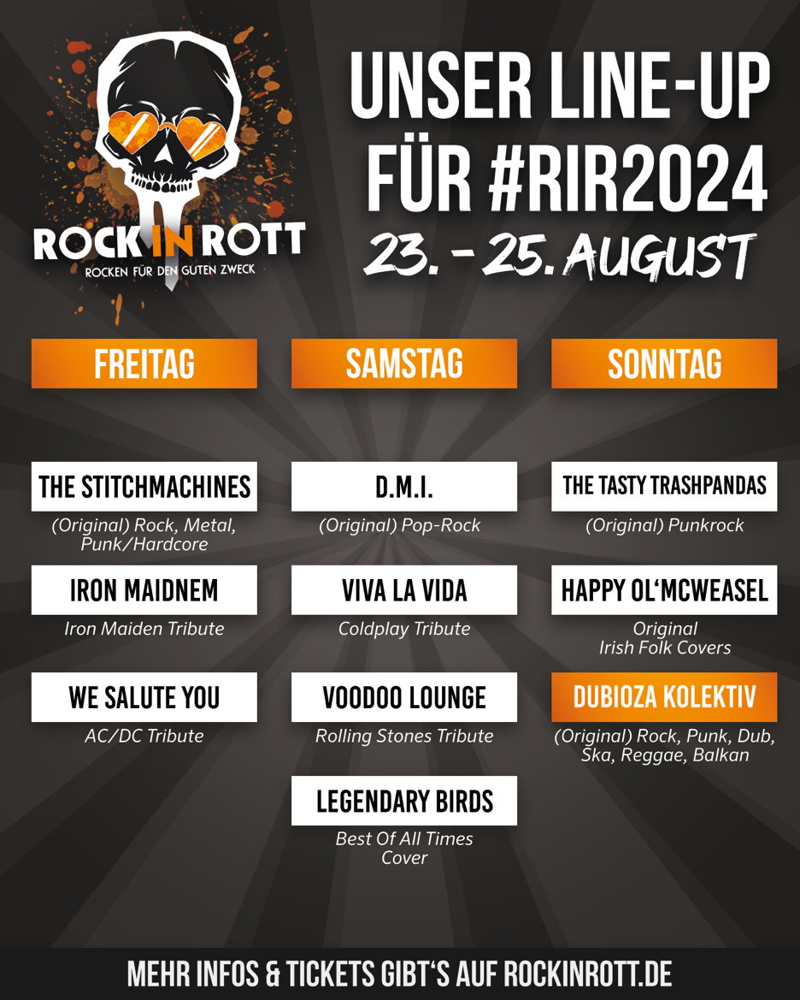 UNSER LINE-UP
FÜR #RIR2024
23. - 25. AUGUST
ROCK IN ROTT
ROCKEN FÜR DEN GUTEN ZWECK
FREITAG
THE STITCHMACHINES
(Original) Rock, Metal,
Punk/Hardcore
IRON MAIDNEM
Iron Maiden Tribute
WE SALUTE YOU
AC/DC Tribute
SAMSTAG
D.M.I.
(Original) Pop-Rock
VIVA LA VIDA
Coldplay Tribute
VOODOO LOUNGE
Rolling Stones Tribute
LEGENDARY BIRDS
Best Of All Times
Cover
SONNTAG
THE TASTY TRASHPANDAS
(Original) Punkrock
HAPPY OL‘MCWEASEL
Original
Irish Folk Covers
DUBIOZA KOLEKTIV
(Original) Rock, Punk, Dub,
Ska, Reggae, Balkan
MEHR INFOS & TICKETS GIBT‘S AUF ROCKINROTT.DE